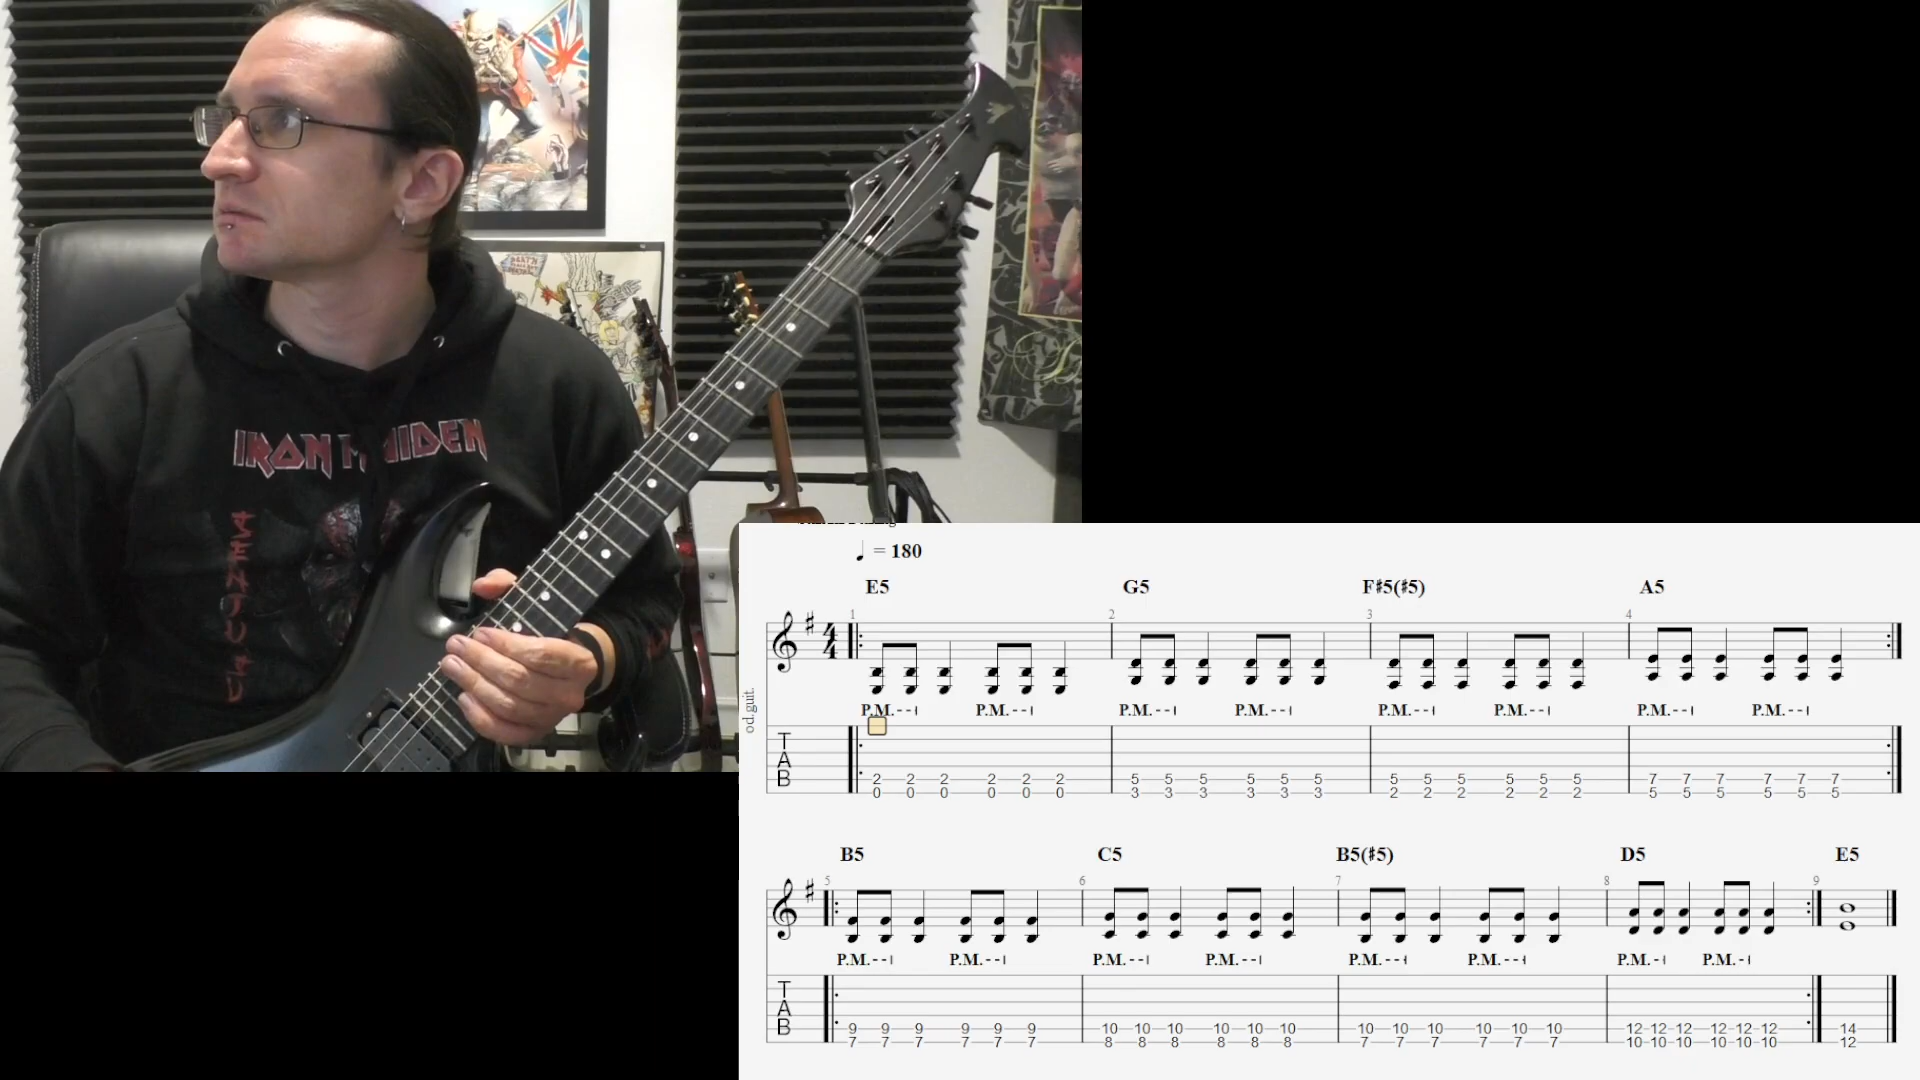 IRON MAIDEN
SENJUTSU
♩ = 180
E5 G5 F♯5(♯5) A5
1 2 3 4
4
4
P.M.--| P.M.--| P.M.--| P.M.--| P.M.--| P.M.--| P.M.--| P.M.--|
od.guit.
T
A
B
2 2 2 2 2 2 5 5 5 5 5 5 5 5 5 5 5 5 7 7 7 7 7 7
0 0 0 0 0 0 3 3 3 3 3 3 2 2 2 2 2 2 5 5 5 5 5 5
B5 C5 B5(♯5) D5 E5
5 6 7 8 9
P.M.--| P.M.--| P.M.--| P.M.--| P.M.--| P.M.--| P.M.-| P.M.--|
T
A
B
9 9 9 9 9 9 10 10 10 10 10 10 10 10 10 10 10 10 12 12 12 12 12 12 14
7 7 7 7 7 7 8 8 8 8 8 8 7 7 7 7 7 7 10 10 10 10 10 10 12